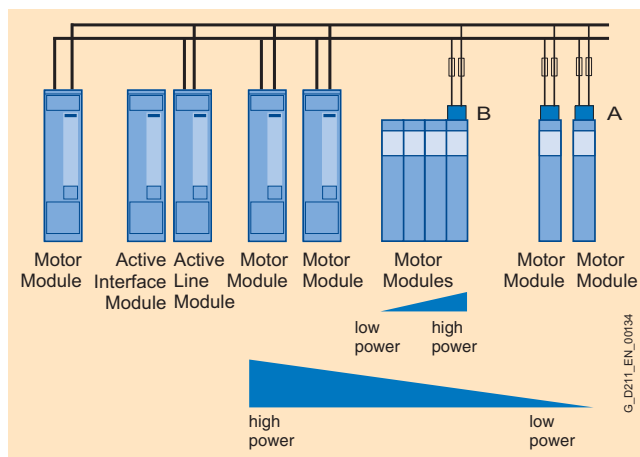 B
A
Motor
Module
Active
Interface
Module
Active
Line
Module
Motor
Module
Motor
Module
Motor
Modules
Motor
Module
Motor
Module
low
power
high
power
high
power
low
power
G_D211_EN_00134